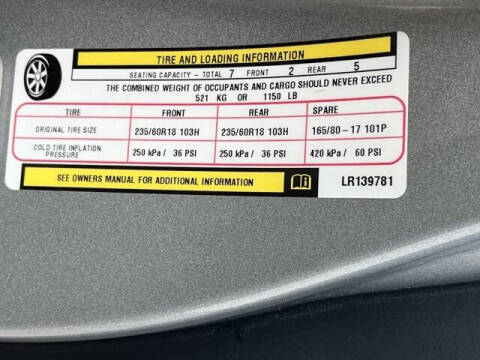 TIRE AND LOADING INFORMATION
SEATING CAPACITY – TOTAL 7 FRONT 2 REAR 5
THE COMBINED WEIGHT OF OCCUPANTS AND CARGO SHOULD NEVER EXCEED
521 KG OR 1150 LB
TIRE FRONT REAR SPARE
ORIGINAL TIRE SIZE 235/60R18 103H 235/60R18 103H 165/80 – 17 101P
COLD TIRE INFLATION PRESSURE 250 kPa / 36 PSI 250 kPa / 36 PSI 420 kPa / 60 PSI
SEE OWNERS MANUAL FOR ADDITIONAL INFORMATION LR139781